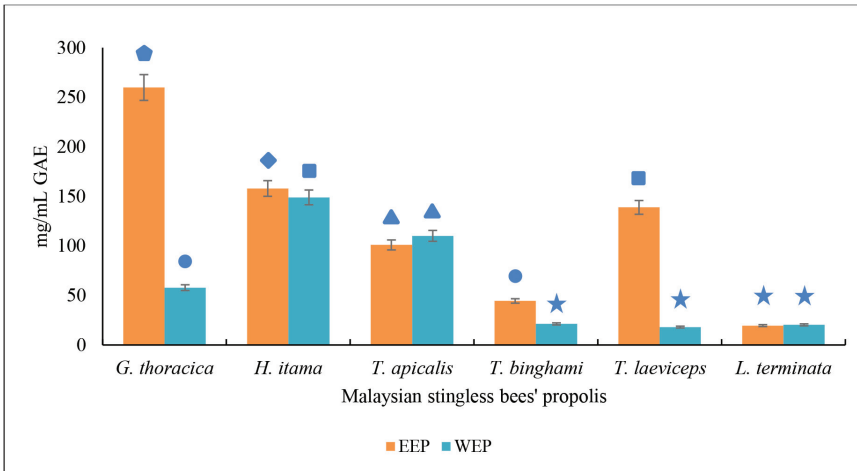 300
250
200
150
100
50
0
mg/mL GAE
G. thoracica H. itama T. apicalis T. binghami T. laeviceps L. terminata
Malaysian stingless bees' propolis
EEP WEP